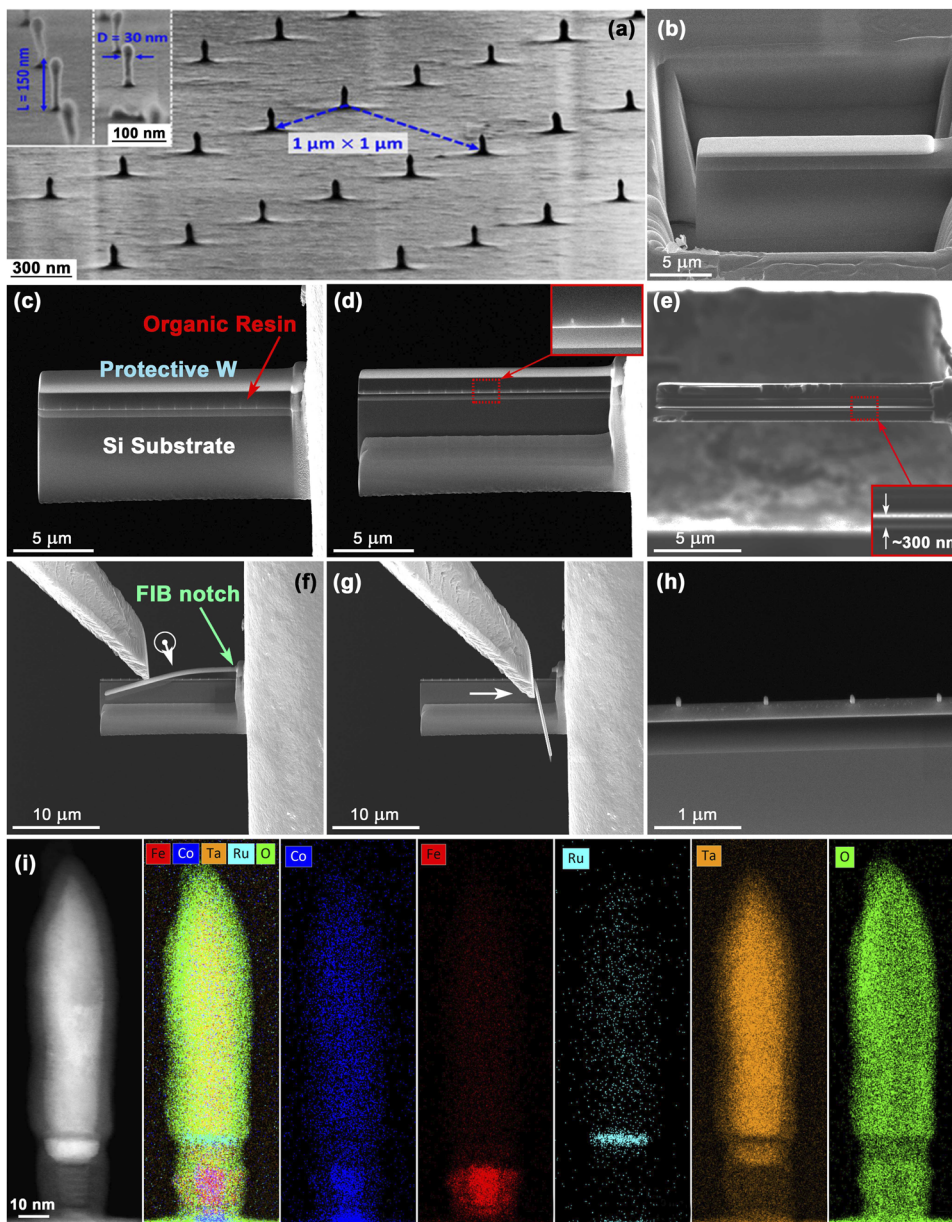 (a)
L = 150 nm
D = 30 nm
100 nm
1 μm × 1 μm
300 nm
(b)
5 μm
(c)
Organic Resin
Protective W
Si Substrate
5 μm
(d)
5 μm
(e)
~300 nm
5 μm
(f)
FIB notch
10 μm
(g)
10 μm
(h)
1 μm
(i)
10 nm
Fe Co Ta Ru O
Co
Fe
Ru
Ta
O